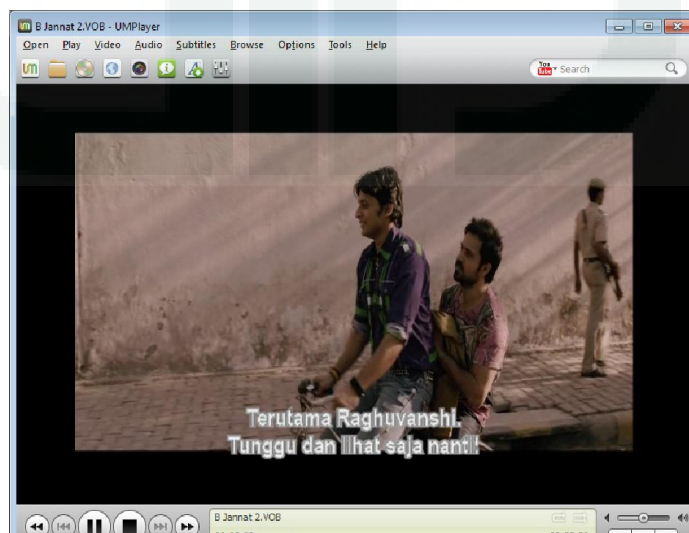 B Jannat 2.VOB - UMPlayer
Open Play Video Audio Subtitles Browse Options Tools Help
You Tube Search
Terutama Raghuvanshi.
Tunggu dan lihat saja nanti!
B Jannat 2.VOB